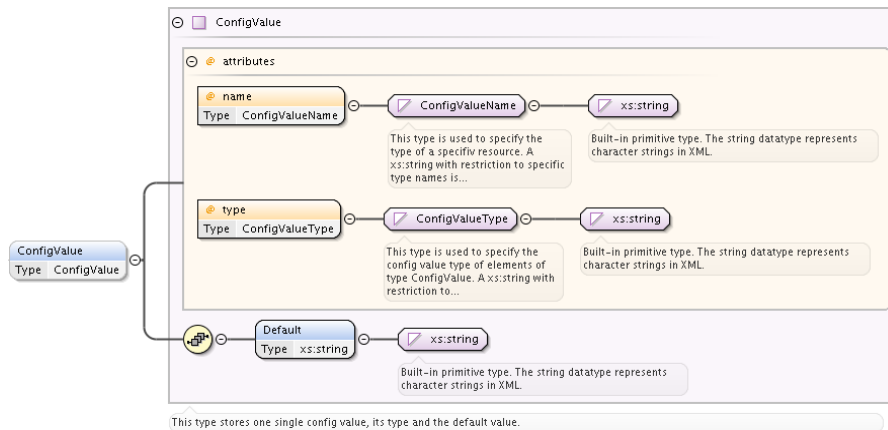 ConfigValue
attributes
name
Type ConfigValueName
ConfigValueName
xs:string
This type is used to specify the
type of a specifiv resource. A
xs:string with restriction to specific
type names is...
Built-in primitive type. The string datatype represents
character strings in XML.
type
Type ConfigValueType
ConfigValueType
xs:string
This type is used to specify the
config value type of elements of
type ConfigValue. A xs:string with
restriction to...
Built-in primitive type. The string datatype represents
character strings in XML.
ConfigValue
Type ConfigValue
Default
Type xs:string
xs:string
Built-in primitive type. The string datatype represents
character strings in XML.
This type stores one single config value, its type and the default value.